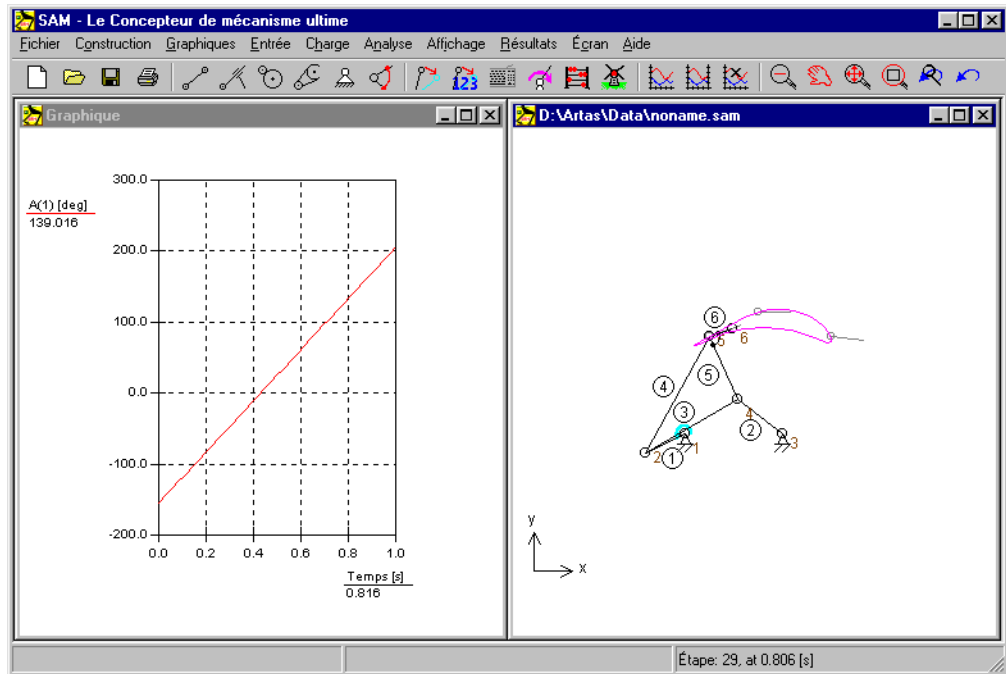 SAM - Le Concepteur de mécanisme ultime
Fichier Construction Graphiques Entrée Charge Analyse Affichage Résultats Écran Aide
123
Graphique
A(1) [deg]
139.016
300.0
200.0
100.0
0.0
-100.0
-200.0
0.0 0.2 0.4 0.6 0.8 1.0
Temps [s]
0.816
D:\Artas\Data\noname.sam
6
5 6
5
4
3
4
2
2 1 1 3
y
x
Étape: 29, at 0.806 [s]